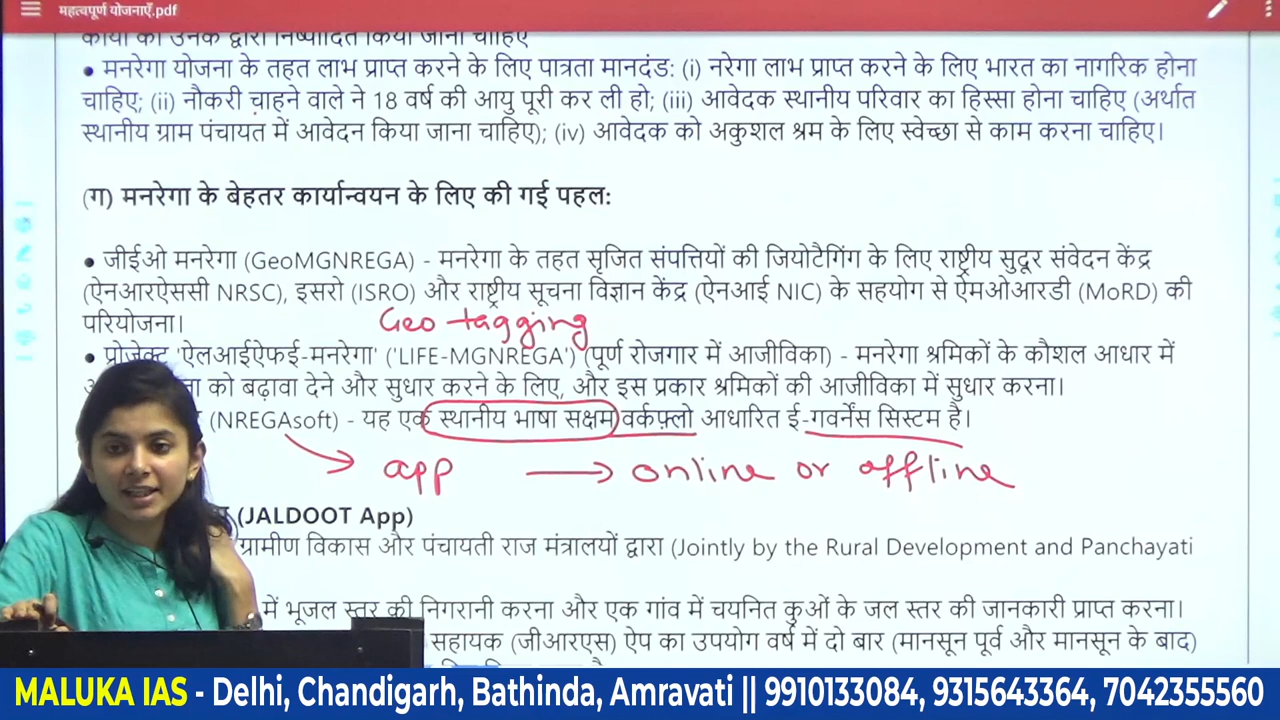 महत्वपूर्ण योजनाएँ.pdf
कार्यों को उनके द्वारा निष्पादित किया जाना चाहिए
• मनरेगा योजना के तहत लाभ प्राप्त करने के लिए पात्रता मानदंड: (i) नरेगा लाभ प्राप्त करने के लिए भारत का नागरिक होना
चाहिए; (ii) नौकरी चाहने वाले ने 18 वर्ष की आयु पूरी कर ली हो; (iii) आवेदक स्थानीय परिवार का हिस्सा होना चाहिए (अर्थात
स्थानीय ग्राम पंचायत में आवेदन किया जाना चाहिए); (iv) आवेदक को अकुशल श्रम के लिए स्वेच्छा से काम करना चाहिए।
(ग) मनरेगा के बेहतर कार्यान्वयन के लिए की गई पहल:
• जीईओ मनरेगा (GeoMGNREGA) - मनरेगा के तहत सृजित संपत्तियों की जियोटैगिंग के लिए राष्ट्रीय सुदूर संवेदन केंद्र
(ऐनआरऐससी NRSC), इसरो (ISRO) और राष्ट्रीय सूचना विज्ञान केंद्र (ऐनआई NIC) के सहयोग से ऐमओआरडी (MoRD) की
परियोजना।
Geo tagging
• प्रोजेक्ट 'ऐलआईऐफई-मनरेगा' ('LIFE-MGNREGA') (पूर्ण रोजगार में आजीविका) - मनरेगा श्रमिकों के कौशल आधार में
को बढ़ावा देने और सुधार करने के लिए, और इस प्रकार श्रमिकों की आजीविका में सुधार करना।
(NREGAsoft) - यह एक स्थानीय भाषा सक्षम वर्कफ़्लो आधारित ई-गवर्नेंस सिस्टम है।
app → online or offline
(JALDOOT App)
ग्रामीण विकास और पंचायती राज मंत्रालयों द्वारा (Jointly by the Rural Development and Panchayati
में भूजल स्तर की निगरानी करना और एक गांव में चयनित कुओं के जल स्तर की जानकारी प्राप्त करना।
सहायक (जीआरएस) ऐप का उपयोग वर्ष में दो बार (मानसून पूर्व और मानसून के बाद)
MALUKA IAS - Delhi, Chandigarh, Bathinda, Amravati || 9910133084, 9315643364, 7042355560